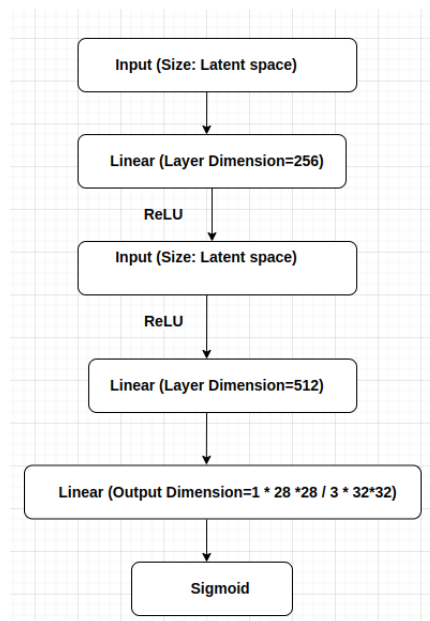 Input (Size: Latent space)
Linear (Layer Dimension=256)
ReLU
Input (Size: Latent space)
ReLU
Linear (Layer Dimension=512)
Linear (Output Dimension=1 * 28 *28 / 3 * 32*32)
Sigmoid